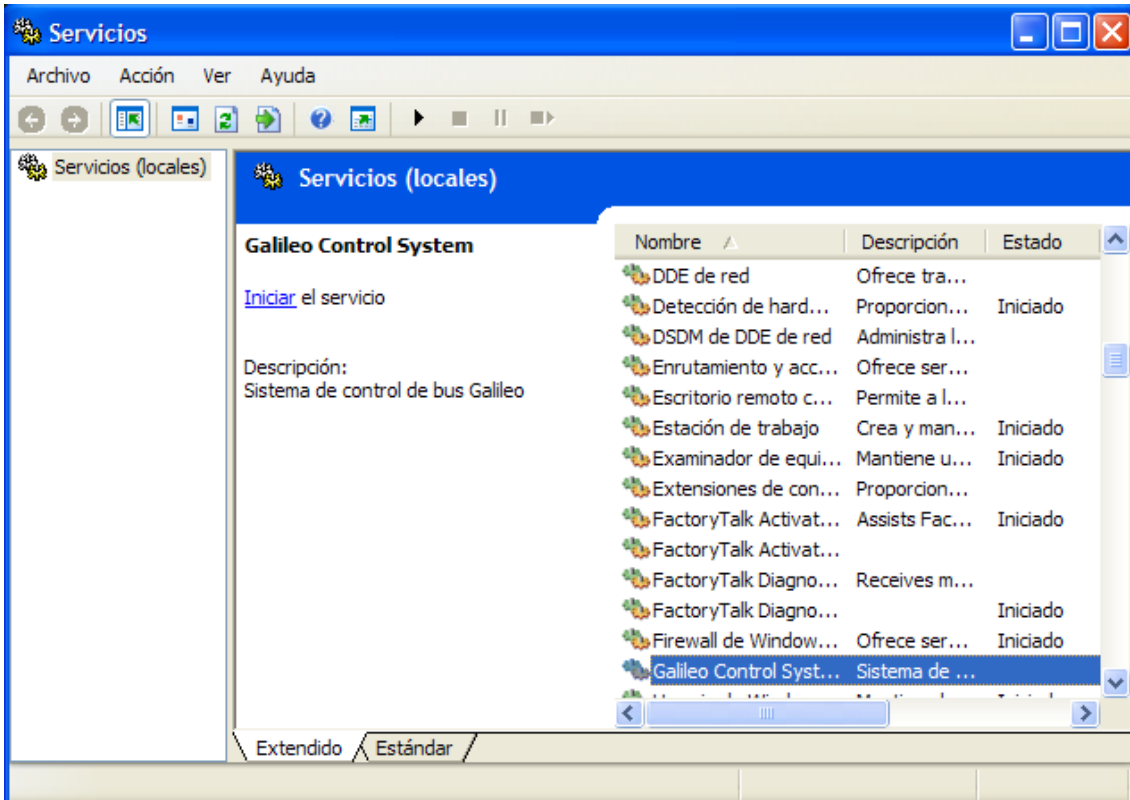 Servicios
Archivo Acción Ver Ayuda
Servicios (locales)
Servicios (locales)
Galileo Control System
Iniciar el servicio
Descripción:
Sistema de control de bus Galileo
Nombre Descripción Estado
DDE de red Ofrece tra...
Detección de hard... Proporcion... Iniciado
DSDM de DDE de red Administra l...
Enrutamiento y acc... Ofrece ser...
Escritorio remoto c... Permite a l...
Estación de trabajo Crea y man... Iniciado
Examinador de equi... Mantiene u... Iniciado
Extensiones de con... Proporcion...
FactoryTalk Activat... Assists Fac... Iniciado
FactoryTalk Activat...
FactoryTalk Diagno... Receives m...
FactoryTalk Diagno... Iniciado
Firewall de Window... Ofrece ser... Iniciado
Galileo Control Syst... Sistema de ...
Extendido Estándar